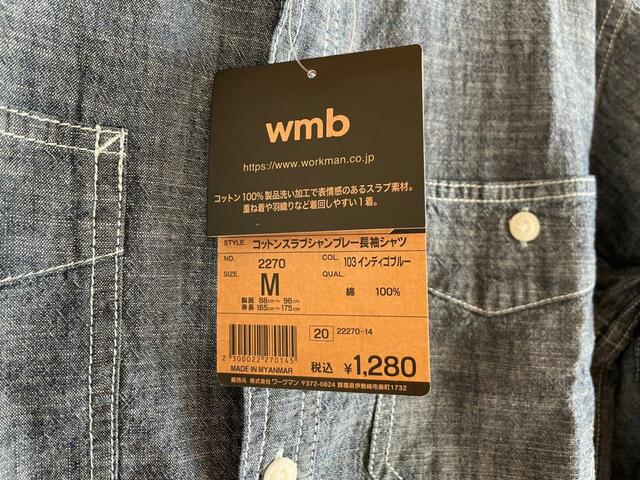 wmb
https://www.workman.co.jp
コットン100%製品洗い加工で表情感のあるスラブ素材。
重ね着や羽織りなど着回しやすい1着。
STYLE. コットンスラブシャンブレー長袖シャツ
NO. 2270 COL. 103 インディゴブルー
SIZE. M QUAL.
胸囲 88cm～ 96cm 綿 100%
身長 165cm～175cm
20 22270-14
2 300022 270145
MADE IN MYANMAR 税込 ¥1,280
販売元 株式会社 ワークマン 〒372-0824 群馬県伊勢崎市柴町1732